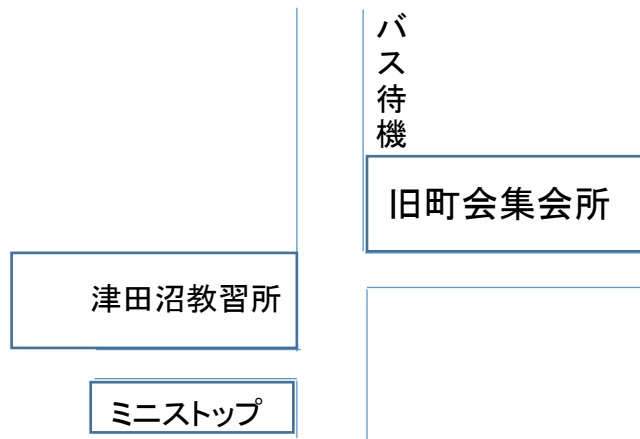 バス待機
旧町会集会所
津田沼教習所
ミニストップ